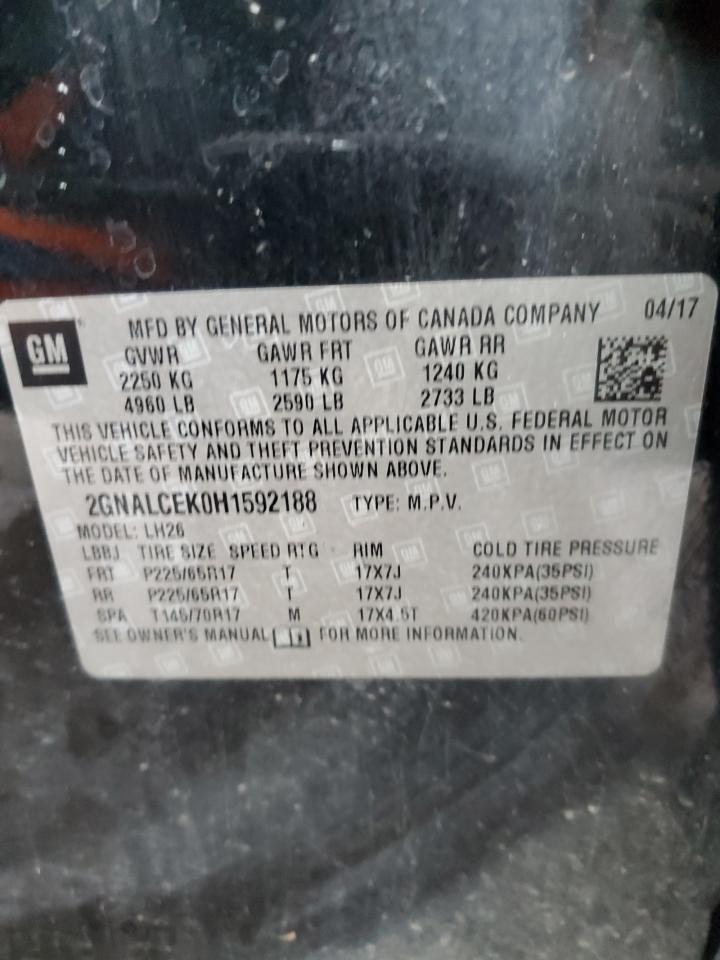 GM
MFD BY GENERAL MOTORS OF CANADA COMPANY 04/17
GVWR GAWR FRT GAWR RR
2250 KG 1175 KG 1240 KG
4960 LB 2590 LB 2733 LB
THIS VEHICLE CONFORMS TO ALL APPLICABLE U.S. FEDERAL MOTOR
VEHICLE SAFETY AND THEFT PREVENTION STANDARDS IN EFFECT ON
THE DATE OF MANUFACTURE SHOWN ABOVE.
2GNALCEK0H1592188 TYPE: M.P.V.
MODEL: LH26
LBBJ TIRE SIZE SPEED RTG RIM COLD TIRE PRESSURE
FRT P225/65R17 T 17X7J 240KPA(35PSI)
RR P225/65R17 T 17X7J 240KPA(35PSI)
SPA T145/70R17 M 17X4.5T 420KPA(60PSI)
SEE OWNER'S MANUAL FOR MORE INFORMATION.